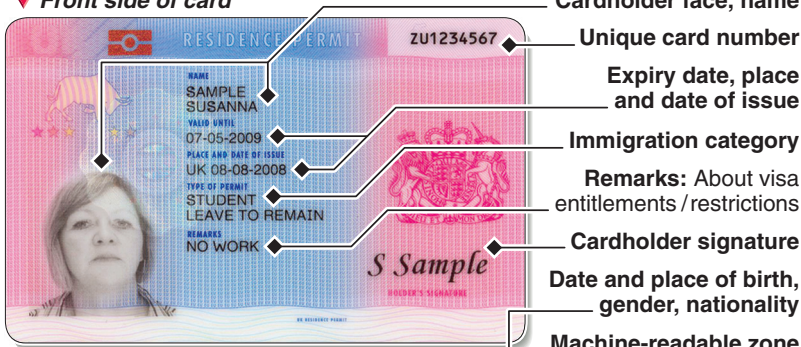 Front side of card
Cardholder face, name
RESIDENCE PERMIT
ZU1234567
Unique card number
NAME
SAMPLE
SUSANNA
Expiry date, place
and date of issue
VALID UNTIL
07-05-2009
PLACE AND DATE OF ISSUE
UK 08-08-2008
Immigration category
TYPE OF PERMIT
STUDENT
LEAVE TO REMAIN
Remarks: About visa
entitlements / restrictions
REMARKS
NO WORK
Cardholder signature
S Sample
HOLDER'S SIGNATURE
Date and place of birth,
gender, nationality
UK RESIDENCE PERMIT
Machine-readable zone